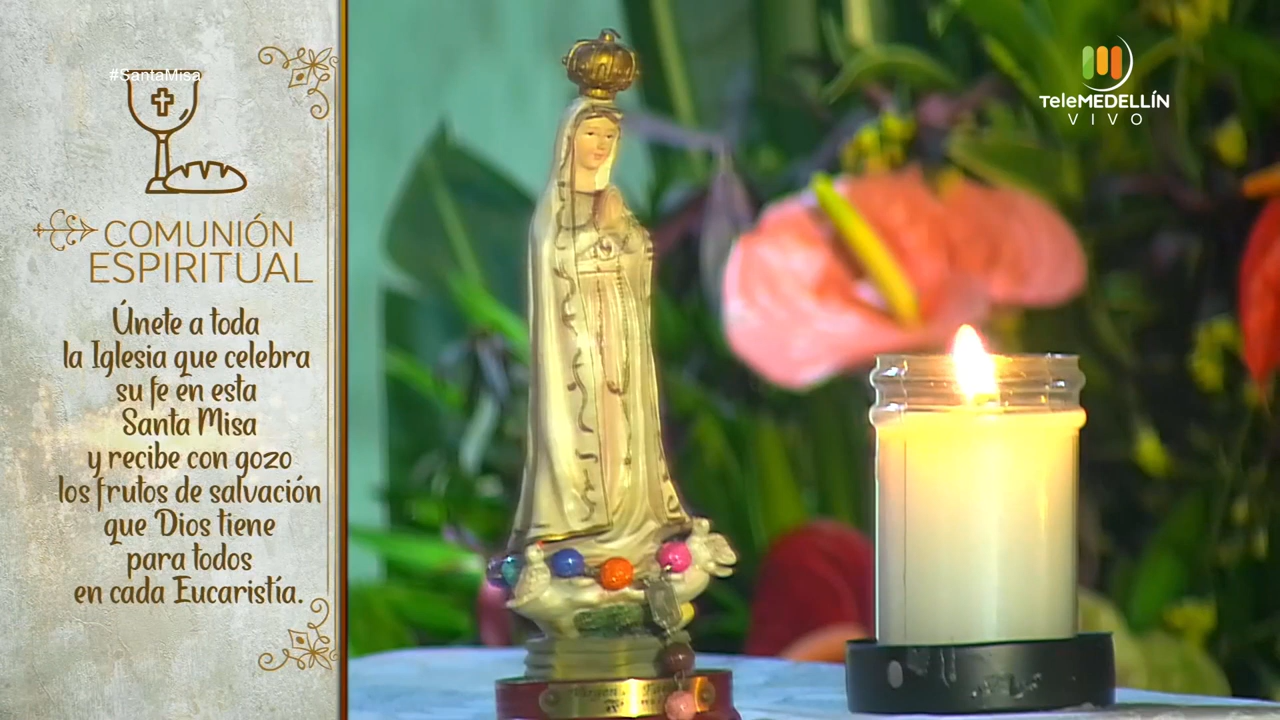 #SantaMisa
COMUNIÓN
ESPIRITUAL
Únete a toda
la Iglesia que celebra
su fe en esta
Santa Misa
y recibe con gozo
los frutos de salvación
que Dios tiene
para todos
en cada Eucaristía.
TeleMEDELLÍN
VIVO